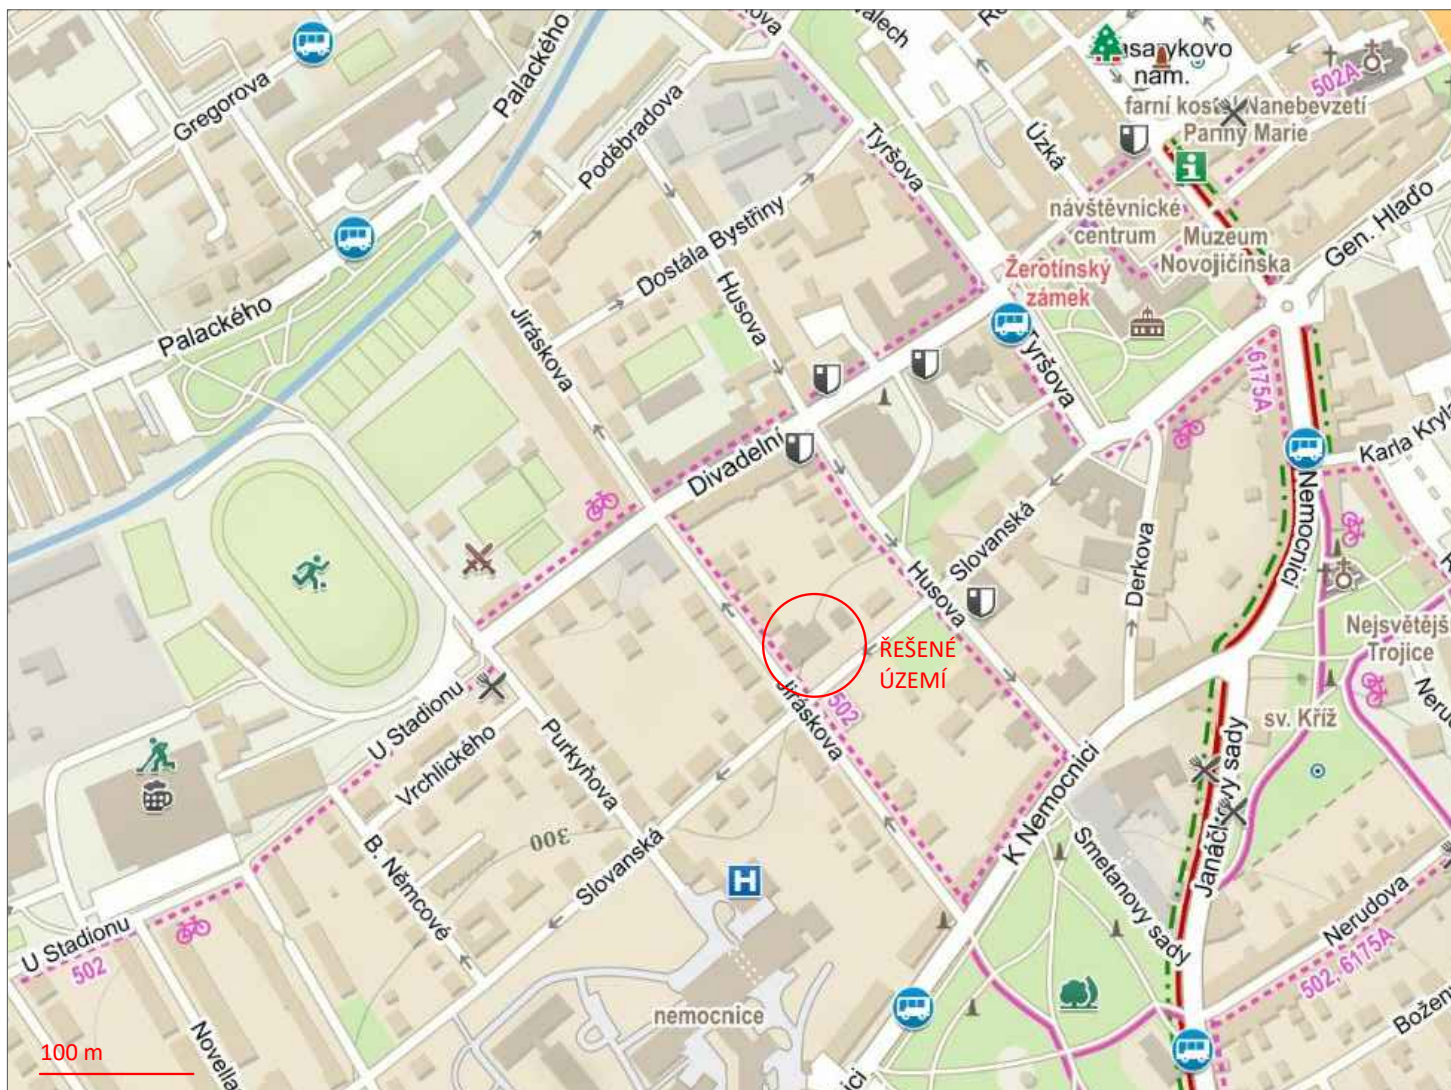 Gregorova
Palackého
Poděbradova
Tyršova
Úzká
nám.
502A
farní kostel Nanebevzetí
Panny Marie
návštěvnické
centrum
Muzeum
Novojičínska
Gen. Hlaďo
Žerotínský
zámek
Dostála Bystřiny
Husova
Jiráskova
Palackého
Tyršova
6175A
Karla Kryl
Divadelní
Slovanská
Nemocnici
Derkova
Husova
ŘEŠENÉ
ÚZEMÍ
Nejsvětějš
Trojice
sv. Kříž
U Stadionu
Vrchlického
Purkyňova
Jiráskova
502
K Nemocnici
Janáčkovy sady
Smetanovy sady
300
B. Němcové
Slovanská
H
Nerudova
502, 6175A
U Stadionu
502
nemocnice
Novella
Božen
100 m